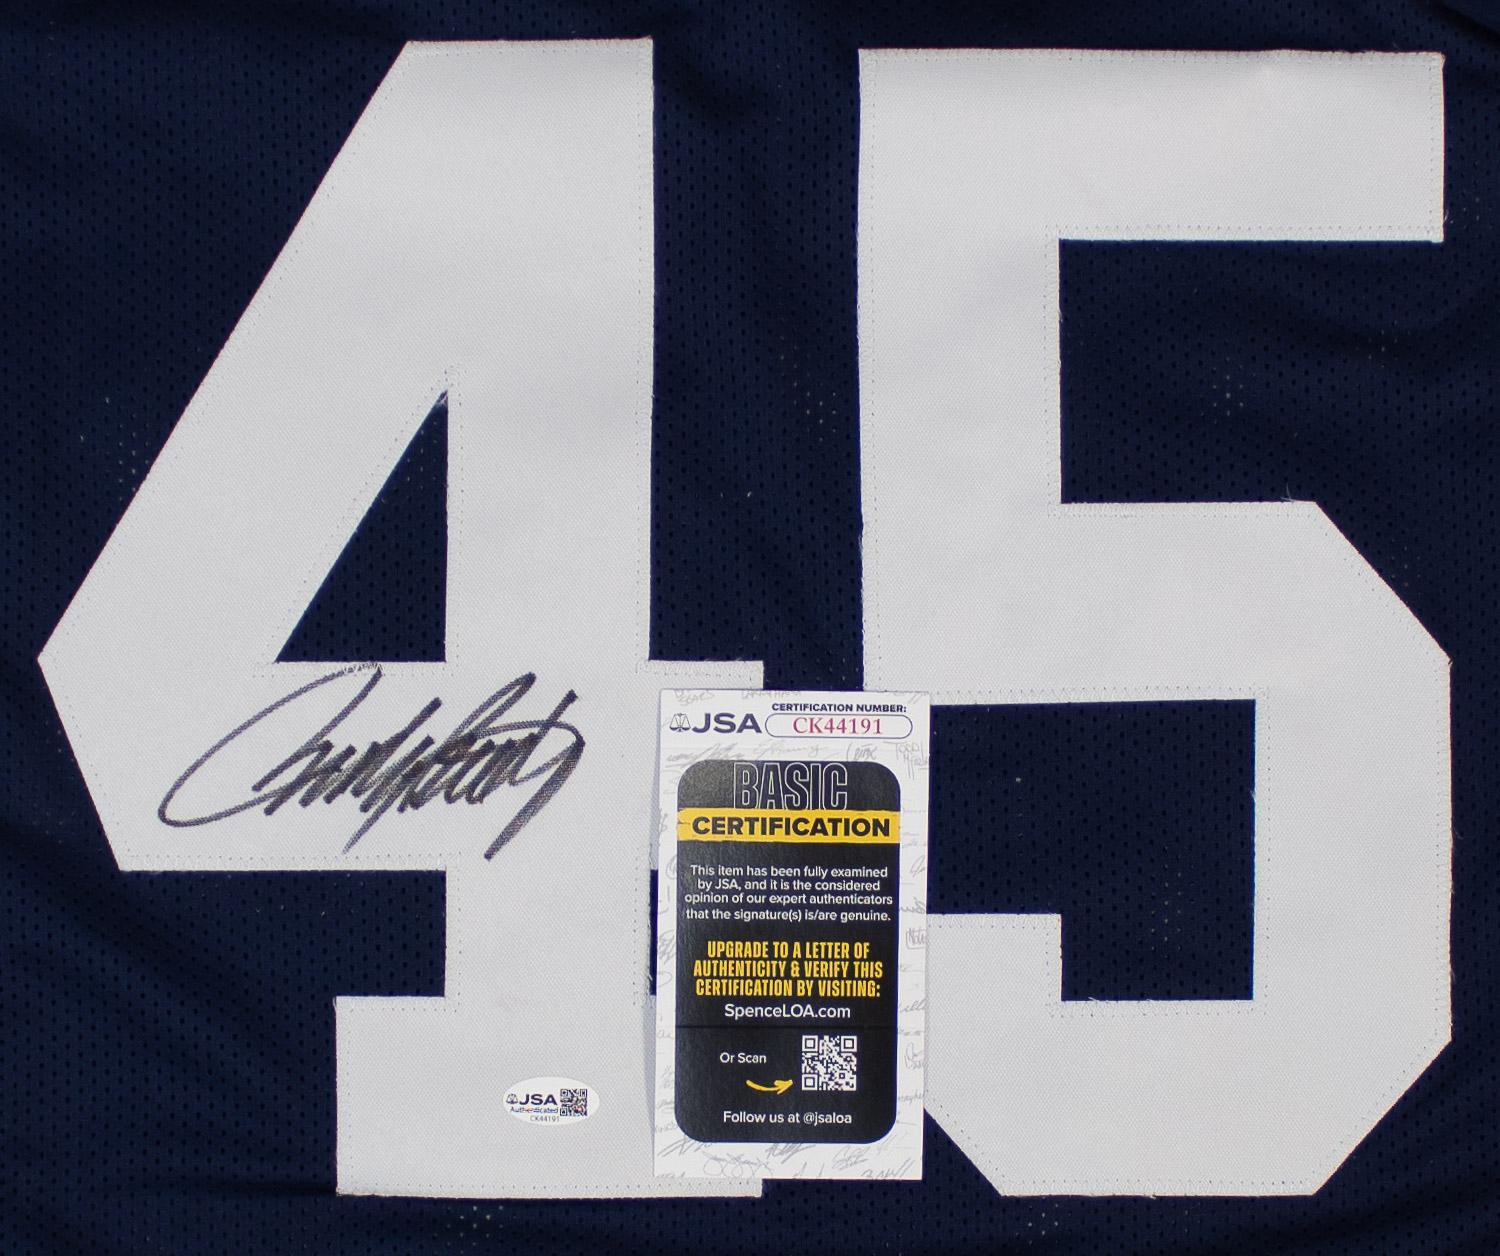 45
JSA
CERTIFICATION NUMBER:
CK44191
BASIC
CERTIFICATION
This item has been fully examined
by JSA, and it is the considered
opinion of our expert authenticators
that the signature(s) is/are genuine.
UPGRADE TO A LETTER OF
AUTHENTICITY & VERIFY THIS
CERTIFICATION BY VISITING:
SpenceLOA.com
Or Scan
Follow us at @jsaloa
JSA
Authenticated
CK44191